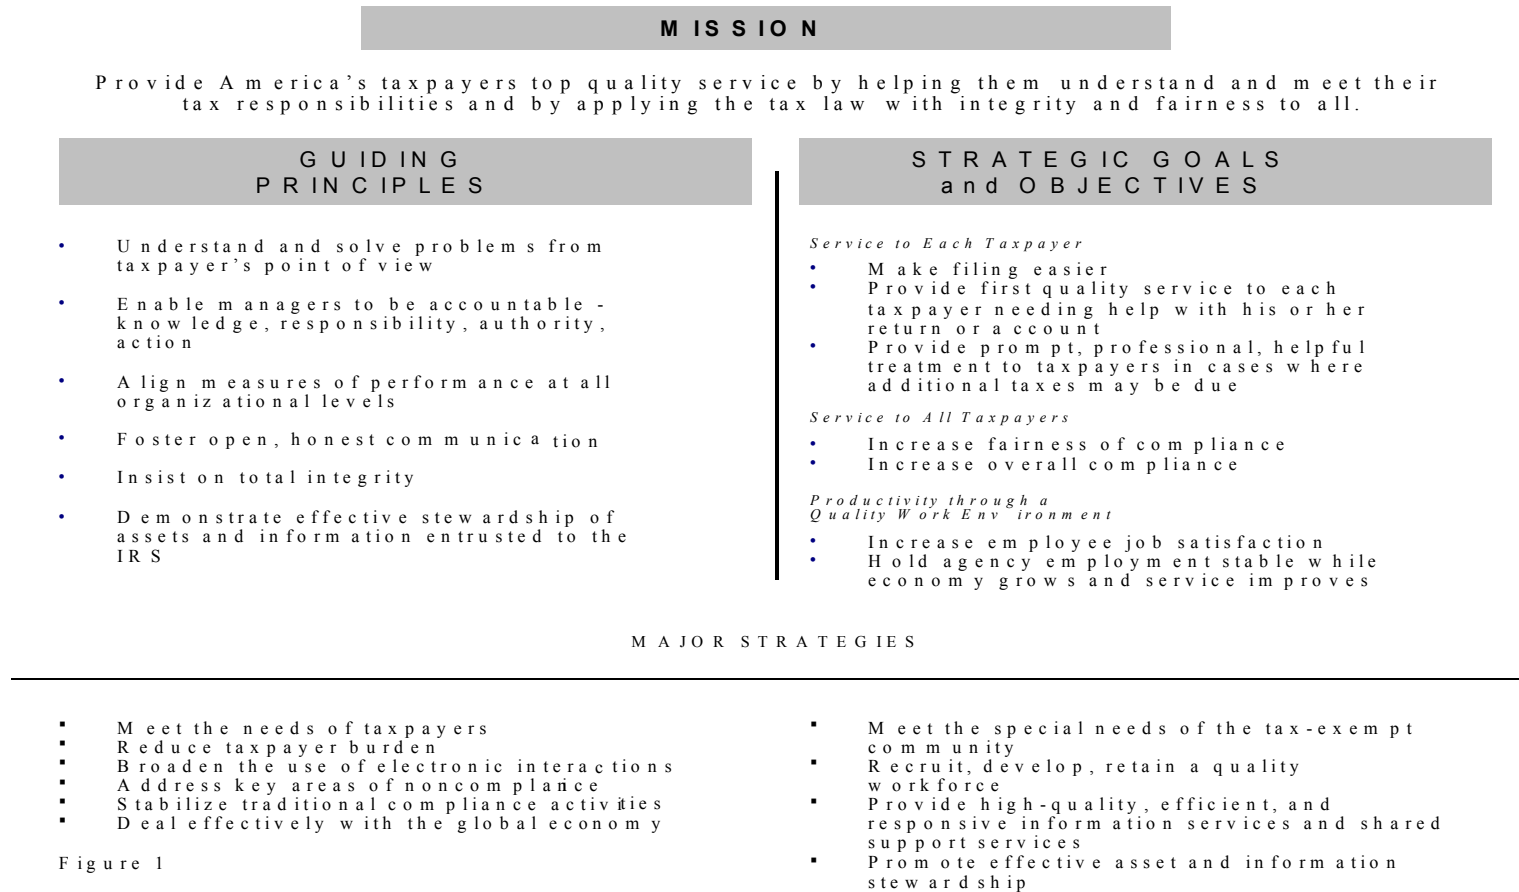 MISSION
Provide America's taxpayers top quality service by helping them understand and meet their
tax responsibilities and by applying the tax law with integrity and fairness to all.
GUIDING
PRINCIPLES
• Understand and solve problems from
taxpayer's point of view
• Enable managers to be accountable -
knowledge, responsibility, authority,
action
• Align measures of performance at all
organizational levels
• Foster open, honest communication
• Insist on total integrity
• Demonstrate effective stewardship of
assets and information entrusted to the
IRS
STRATEGIC GOALS
and OBJECTIVES
Service to Each Taxpayer
• Make filing easier
• Provide first quality service to each
taxpayer needing help with his or her
return or account
• Provide prompt, professional, helpful
treatment to taxpayers in cases where
additional taxes may be due
Service to All Taxpayers
• Increase fairness of compliance
• Increase overall compliance
Productivity through a
Quality Work Environment
• Increase employee job satisfaction
• Hold agency employment stable while
economy grows and service improves
MAJOR STRATEGIES
▪ Meet the needs of taxpayers
▪ Reduce taxpayer burden
▪ Broaden the use of electronic interactions
▪ Address key areas of noncomplance
▪ Stabilize traditional compliance activities
▪ Deal effectively with the global economy
Figure 1
▪ Meet the special needs of the tax-exempt
community
▪ Recruit, develop, retain a quality
workforce
▪ Provide high-quality, efficient, and
responsive information services and shared
support services
▪ Promote effective asset and information
stewardship